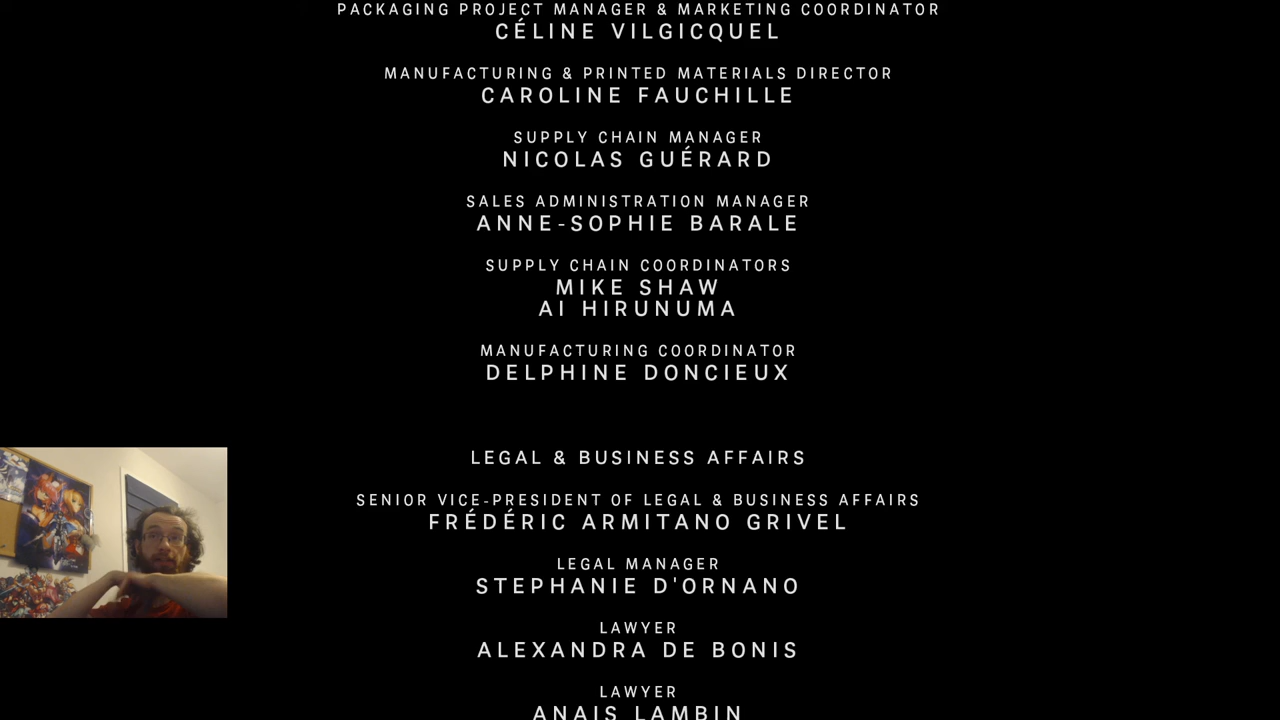 PACKAGING PROJECT MANAGER & MARKETING COORDINATOR
CÉLINE VILGICQUEL
MANUFACTURING & PRINTED MATERIALS DIRECTOR
CAROLINE FAUCHILLE
SUPPLY CHAIN MANAGER
NICOLAS GUÉRARD
SALES ADMINISTRATION MANAGER
ANNE-SOPHIE BARALE
SUPPLY CHAIN COORDINATORS
MIKE SHAW
AI HIRUNUMA
MANUFACTURING COORDINATOR
DELPHINE DONCIEUX
LEGAL & BUSINESS AFFAIRS
SENIOR VICE-PRESIDENT OF LEGAL & BUSINESS AFFAIRS
FRÉDÉRIC ARMITANO GRIVEL
LEGAL MANAGER
STEPHANIE D'ORNANO
LAWYER
ALEXANDRA DE BONIS
LAWYER
ANAIS LAMBIN